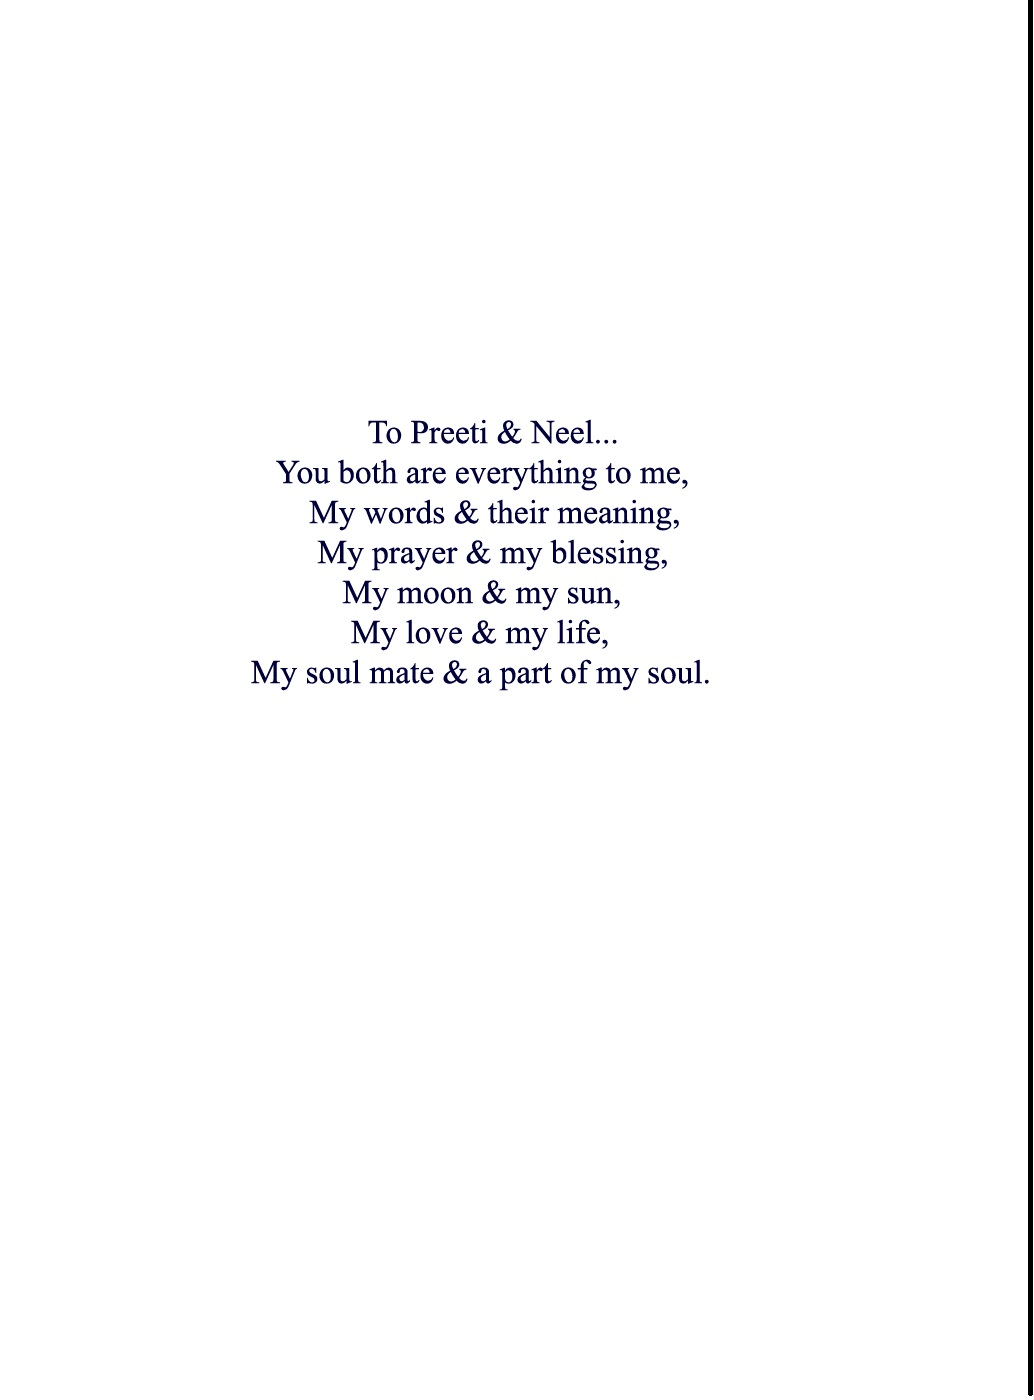 To Preeti & Neel...
You both are everything to me,
My words & their meaning,
My prayer & my blessing,
My moon & my sun,
My love & my life,
My soul mate & a part of my soul.